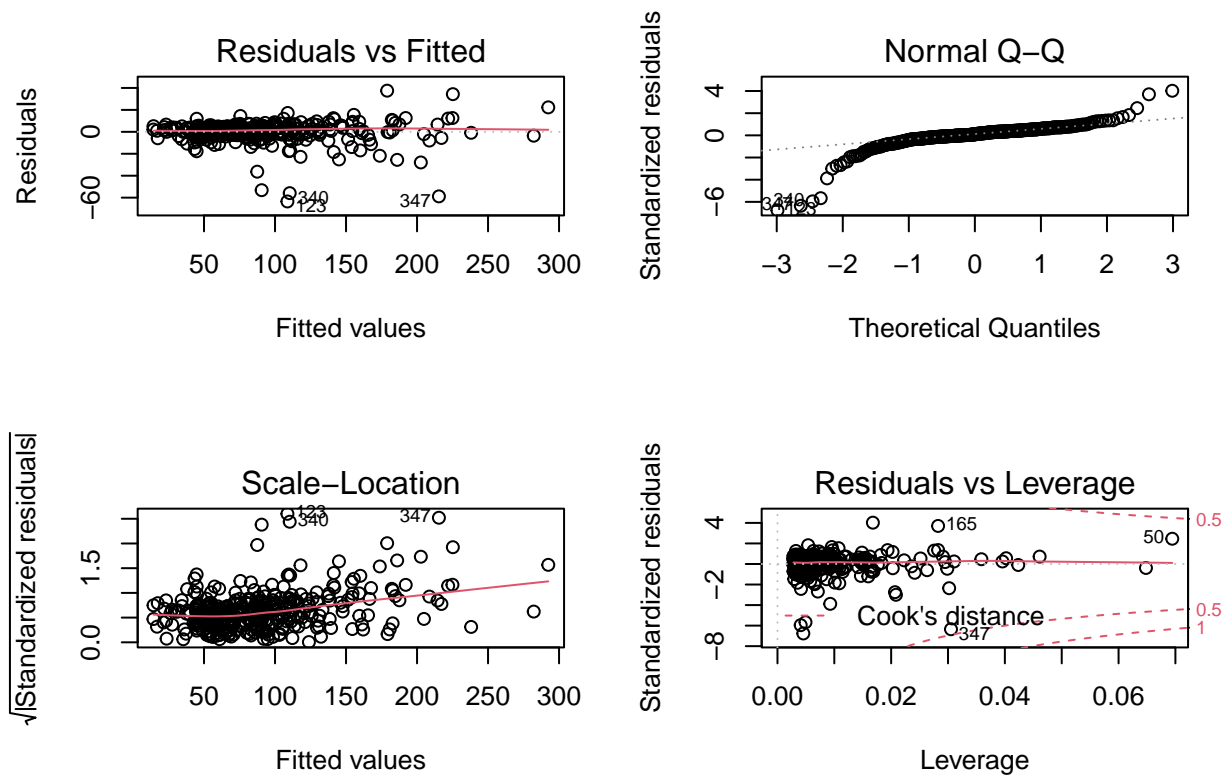 Residuals vs Fitted
Residuals
0
−60
340
123
347
50 100 150 200 250 300
Fitted values
Normal Q−Q
Standardized residuals
4
0
−6
340
347
123
−3 −2 −1 0 1 2 3
Theoretical Quantiles
Scale−Location
√|Standardized residuals|
1.5
0.0
123
340
347
50 100 150 200 250 300
Fitted values
Residuals vs Leverage
Standardized residuals
4
−2
−8
165
50
347
Cook's distance
0.5
0.5
1
0.00 0.02 0.04 0.06
Leverage